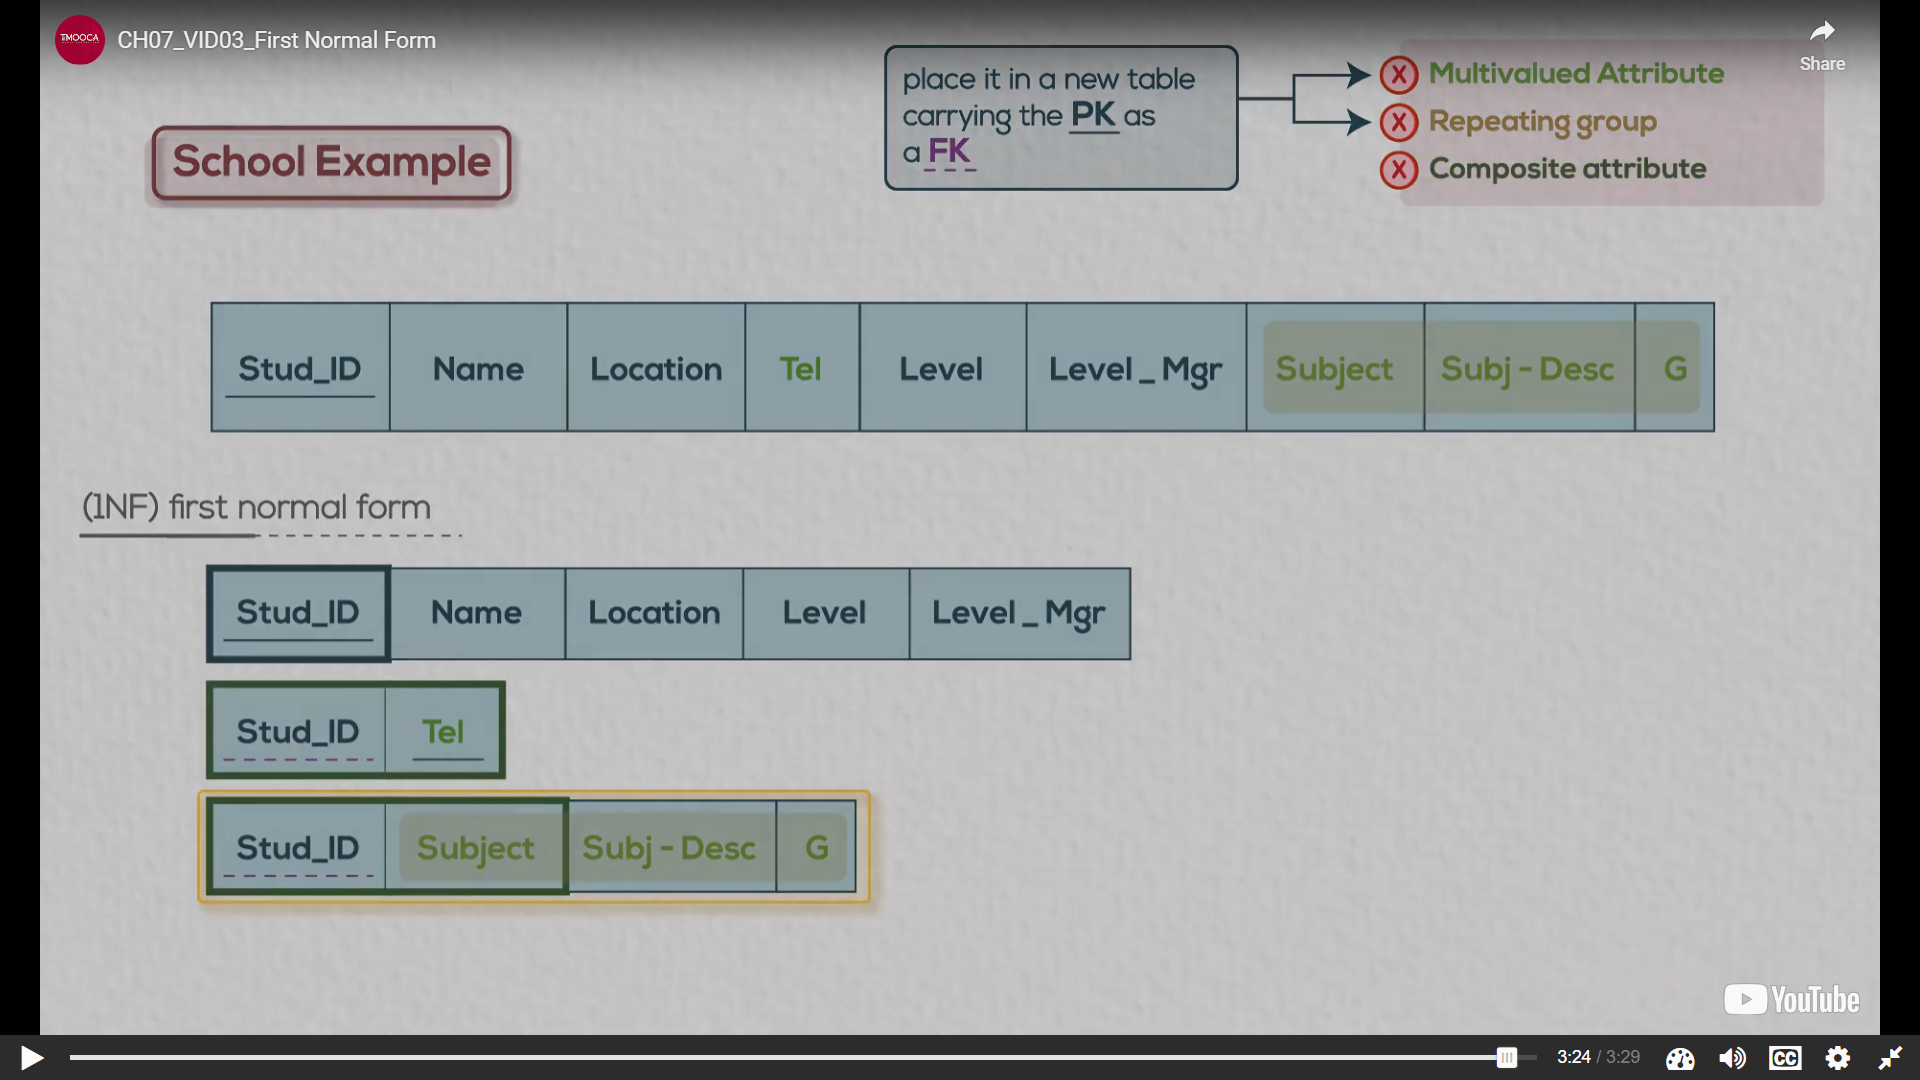 TMOOCA
CH07_VID03_First Normal Form
Share
place it in a new table
carrying the PK as
a FK
X Multivalued Attribute
X Repeating group
X Composite attribute
School Example
Stud_ID Name Location Tel Level Level_Mgr Subject Subj-Desc G
(1NF) first normal form
Stud_ID Name Location Level Level_Mgr
Stud_ID Tel
Stud_ID Subject Subj-Desc G
YouTube
3:24 / 3:29
CC